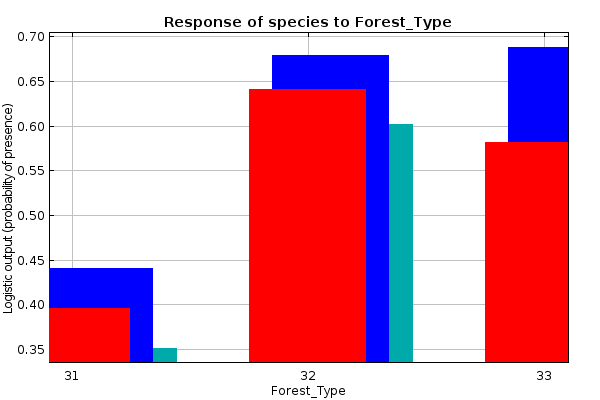 Response of species to Forest_Type
Logistic output (probability of presence)
0.70
0.65
0.60
0.55
0.50
0.45
0.40
0.35
31 32 33
Forest_Type